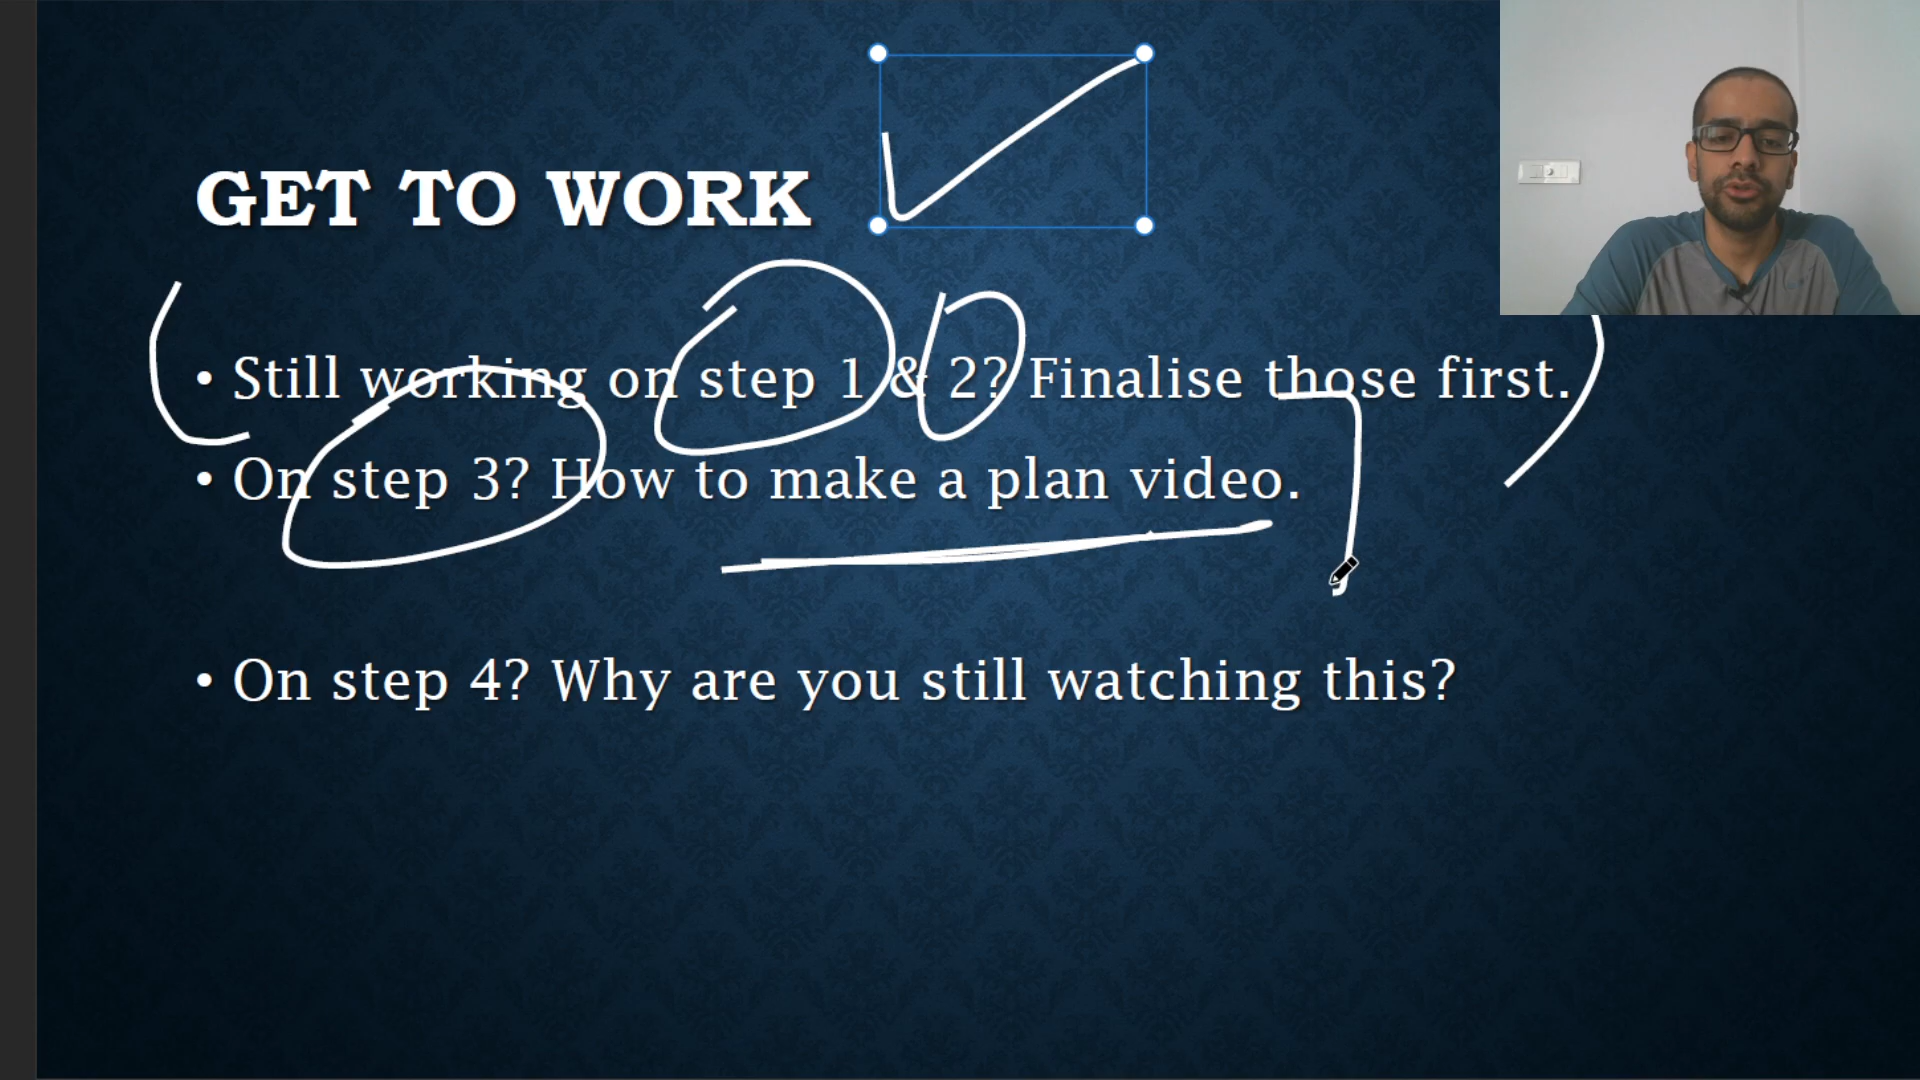 GET TO WORK
• Still working on step 1 & 2? Finalise those first.
• On step 3? How to make a plan video.
• On step 4? Why are you still watching this?